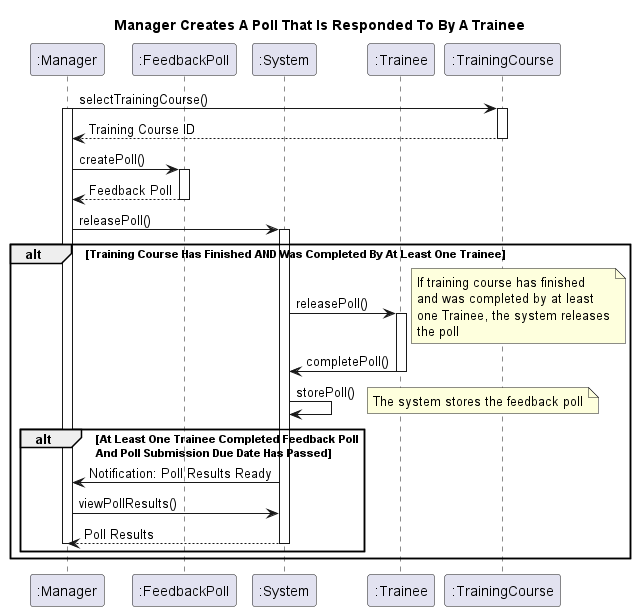 Manager Creates A Poll That Is Responded To By A Trainee
:Manager :FeedbackPoll :System :Trainee :TrainingCourse
selectTrainingCourse()
Training Course ID
createPoll()
Feedback Poll
releasePoll()
alt [Training Course Has Finished AND Was Completed By At Least One Trainee]
If training course has finished
and was completed by at least
one Trainee, the system releases
the poll
releasePoll()
completePoll()
storePoll()
The system stores the feedback poll
alt [At Least One Trainee Completed Feedback Poll
And Poll Submission Due Date Has Passed]
Notification: Poll Results Ready
viewPollResults()
Poll Results
:Manager :FeedbackPoll :System :Trainee :TrainingCourse